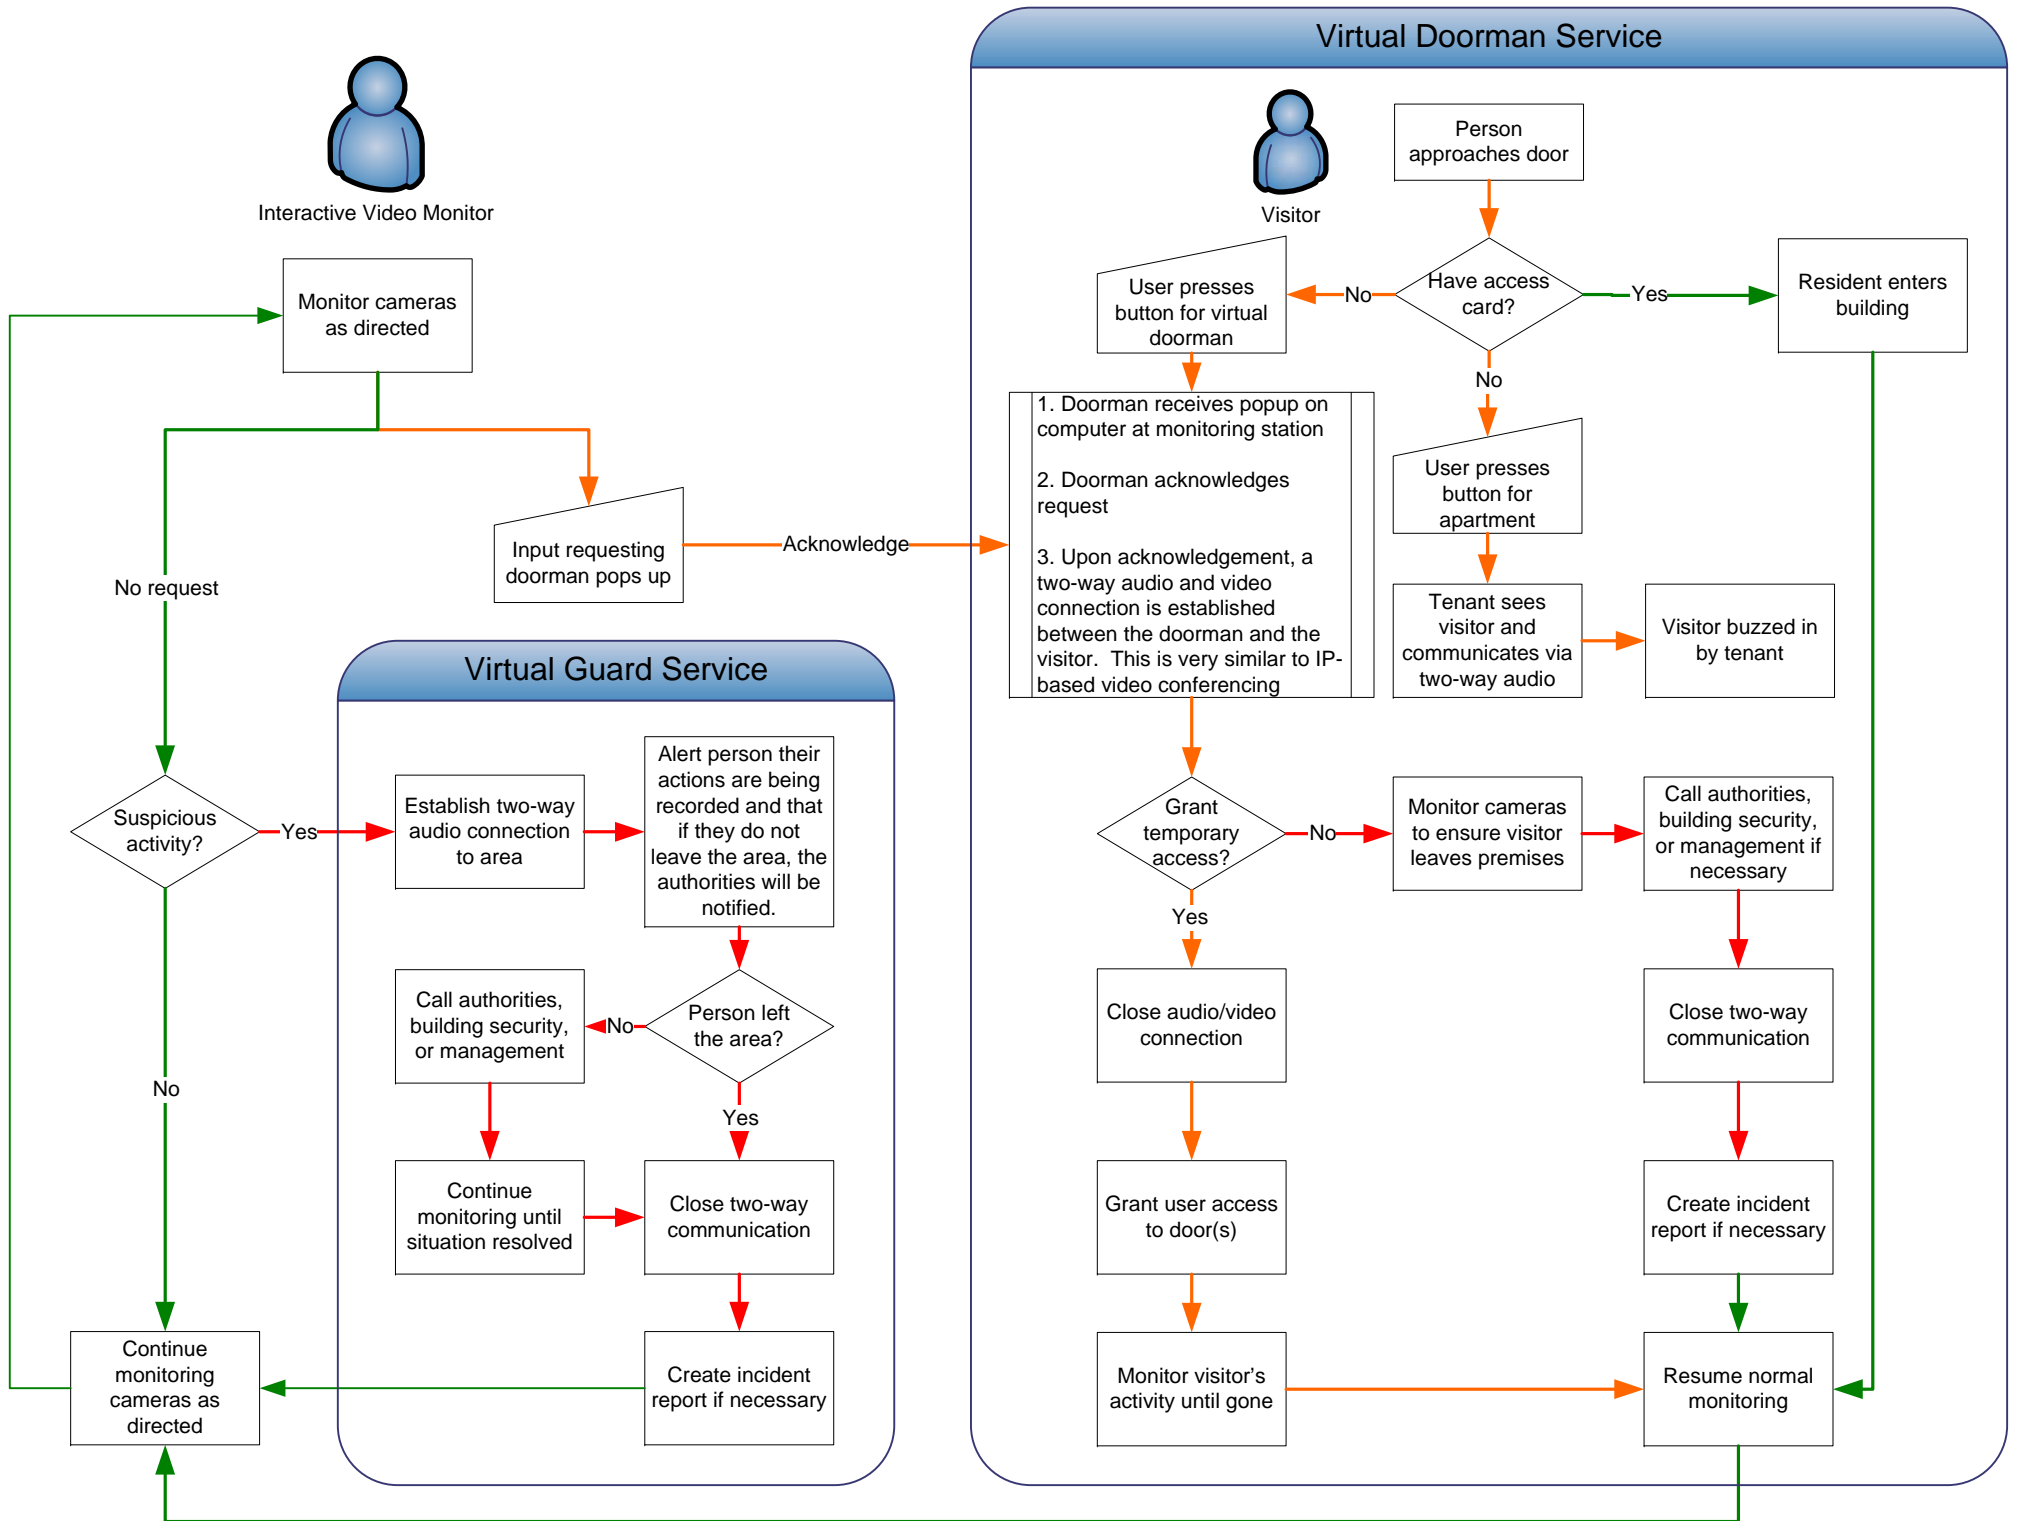 Virtual Doorman Service
Interactive Video Monitor
Visitor
Person
approaches door
Monitor cameras
as directed
User presses
button for virtual
doorman
No
Have access
card?
Yes
Resident enters
building
No
1. Doorman receives popup on
computer at monitoring station
2. Doorman acknowledges
request
3. Upon acknowledgement, a
two-way audio and video
connection is established
between the doorman and the
visitor.  This is very similar to IP-
based video conferencing
User presses
button for
apartment
Input requesting
doorman pops up
Acknowledge
No request
Tenant sees
visitor and
communicates via
two-way audio
Visitor buzzed in
by tenant
Virtual Guard Service
Suspicious
activity?
Yes
Establish two-way
audio connection
to area
Alert person their
actions are being
recorded and that
if they do not
leave the area, the
authorities will be
notified.
Grant
temporary
access?
No
Monitor cameras
to ensure visitor
leaves premises
Call authorities,
building security,
or management if
necessary
Yes
Call authorities,
building security,
or management
No
Person left
the area?
Close audio/video
connection
Close two-way
communication
No
Yes
Continue
monitoring until
situation resolved
Close two-way
communication
Grant user access
to door(s)
Create incident
report if necessary
Continue
monitoring
cameras as
directed
Create incident
report if necessary
Monitor visitor’s
activity until gone
Resume normal
monitoring